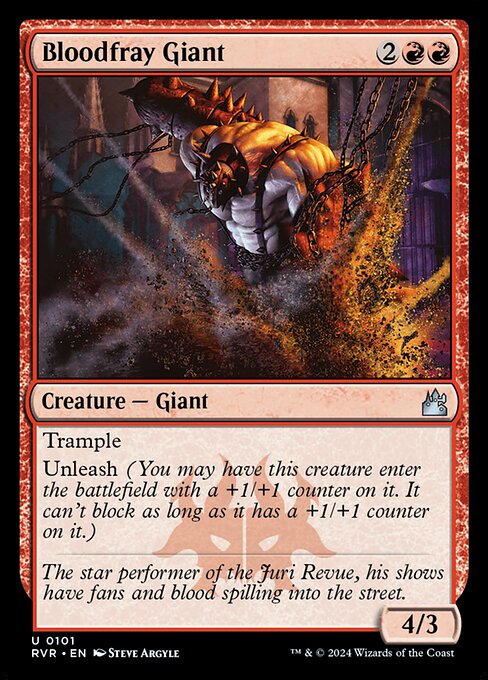 Bloodfray Giant 2
Creature — Giant
Trample
Unleash (You may have this creature enter
the battlefield with a +1/+1 counter on it. It
can't block as long as it has a +1/+1 counter
on it.)
The star performer of the Juri Revue, his shows
have fans and blood spilling into the street.
4/3
U 0101
RVR • EN Steve Argyle
™ & © 2024 Wizards of the Coast